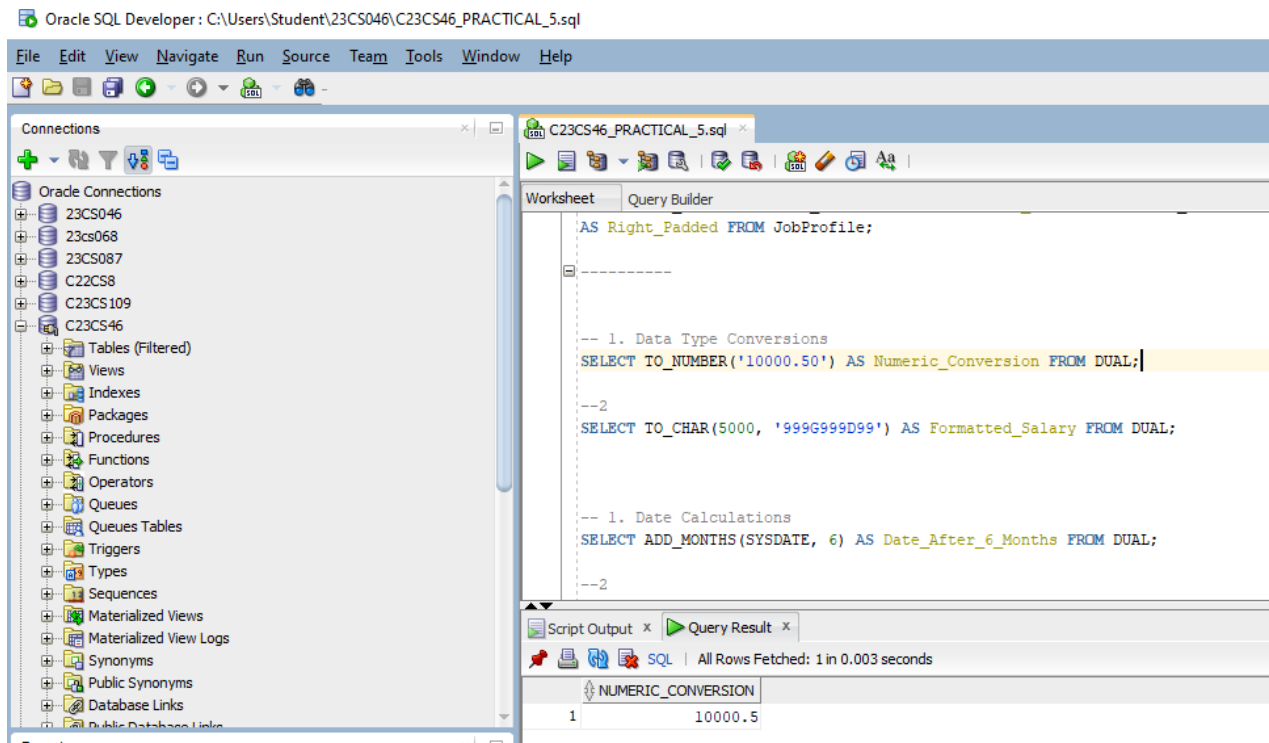 Oracle SQL Developer : C:\Users\Student\23CS046\C23CS46_PRACTICAL_5.sql
File Edit View Navigate Run Source Team Tools Window Help
Connections
Oracle Connections
23CS046
23cs068
23CS087
C22CS8
C23CS109
C23CS46
Tables (Filtered)
Views
Indexes
Packages
Procedures
Functions
Operators
Queues
Queues Tables
Triggers
Types
Sequences
Materialized Views
Materialized View Logs
Synonyms
Public Synonyms
Database Links
Public Database Links
C23CS46_PRACTICAL_5.sql
Worksheet Query Builder
AS Right_Padded FROM JobProfile;
----------
-- 1. Data Type Conversions
SELECT TO_NUMBER('10000.50') AS Numeric_Conversion FROM DUAL;
--2
SELECT TO_CHAR(5000, '999G999D99') AS Formatted_Salary FROM DUAL;
-- 1. Date Calculations
SELECT ADD_MONTHS(SYSDATE, 6) AS Date_After_6_Months FROM DUAL;
--2
Script Output x Query Result x
SQL | All Rows Fetched: 1 in 0.003 seconds
NUMERIC_CONVERSION
1 10000.5